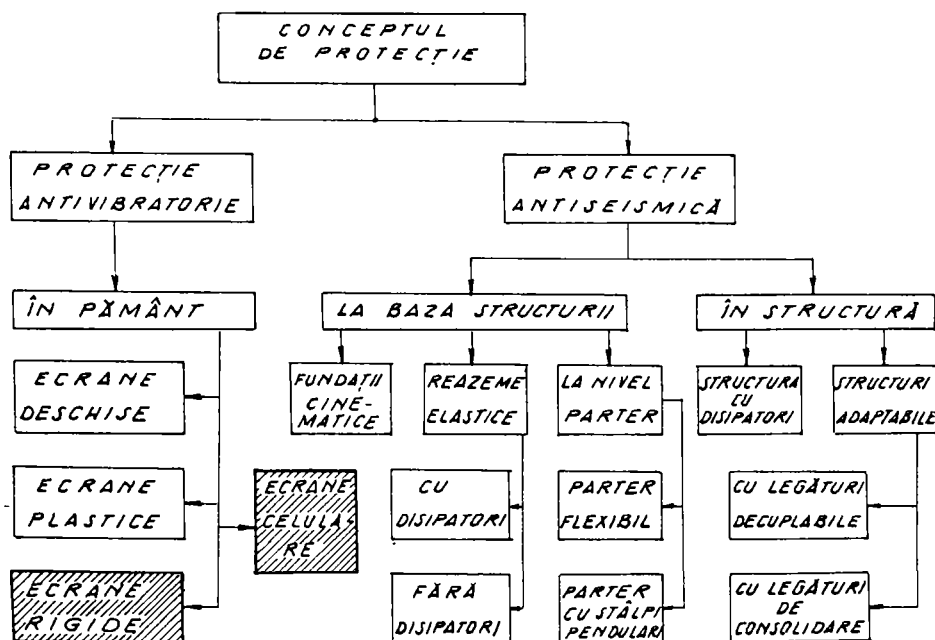 CONCEPTUL
DE PROTECȚIE
PROTECȚIE
ANTIVIBRATORIE
PROTECȚIE
ANTISEISMICĂ
ÎN PĂMÂNT
LA BAZA STRUCTURII
ÎN STRUCTURĂ
ECRANE
DESCHISE
FUNDAȚII
CINE-
MATICE
REAZEME
ELASTICE
LA NIVEL
PARTER
STRUCTURA
CU
DISIPATORI
STRUCTURI
ADAPTABILE
ECRANE
PLASTICE
ECRANE
CELULA-
RE
CU
DISIPATORI
PARTER
FLEXIBIL
CU LEGĂTURI
DECUPLABILE
ECRANE
RIGIDE
FĂRĂ
DISIPATORI
PARTER
CU STÂLPI
PENDULARI
CU LEGĂTURI
DE
CONSOLIDARE